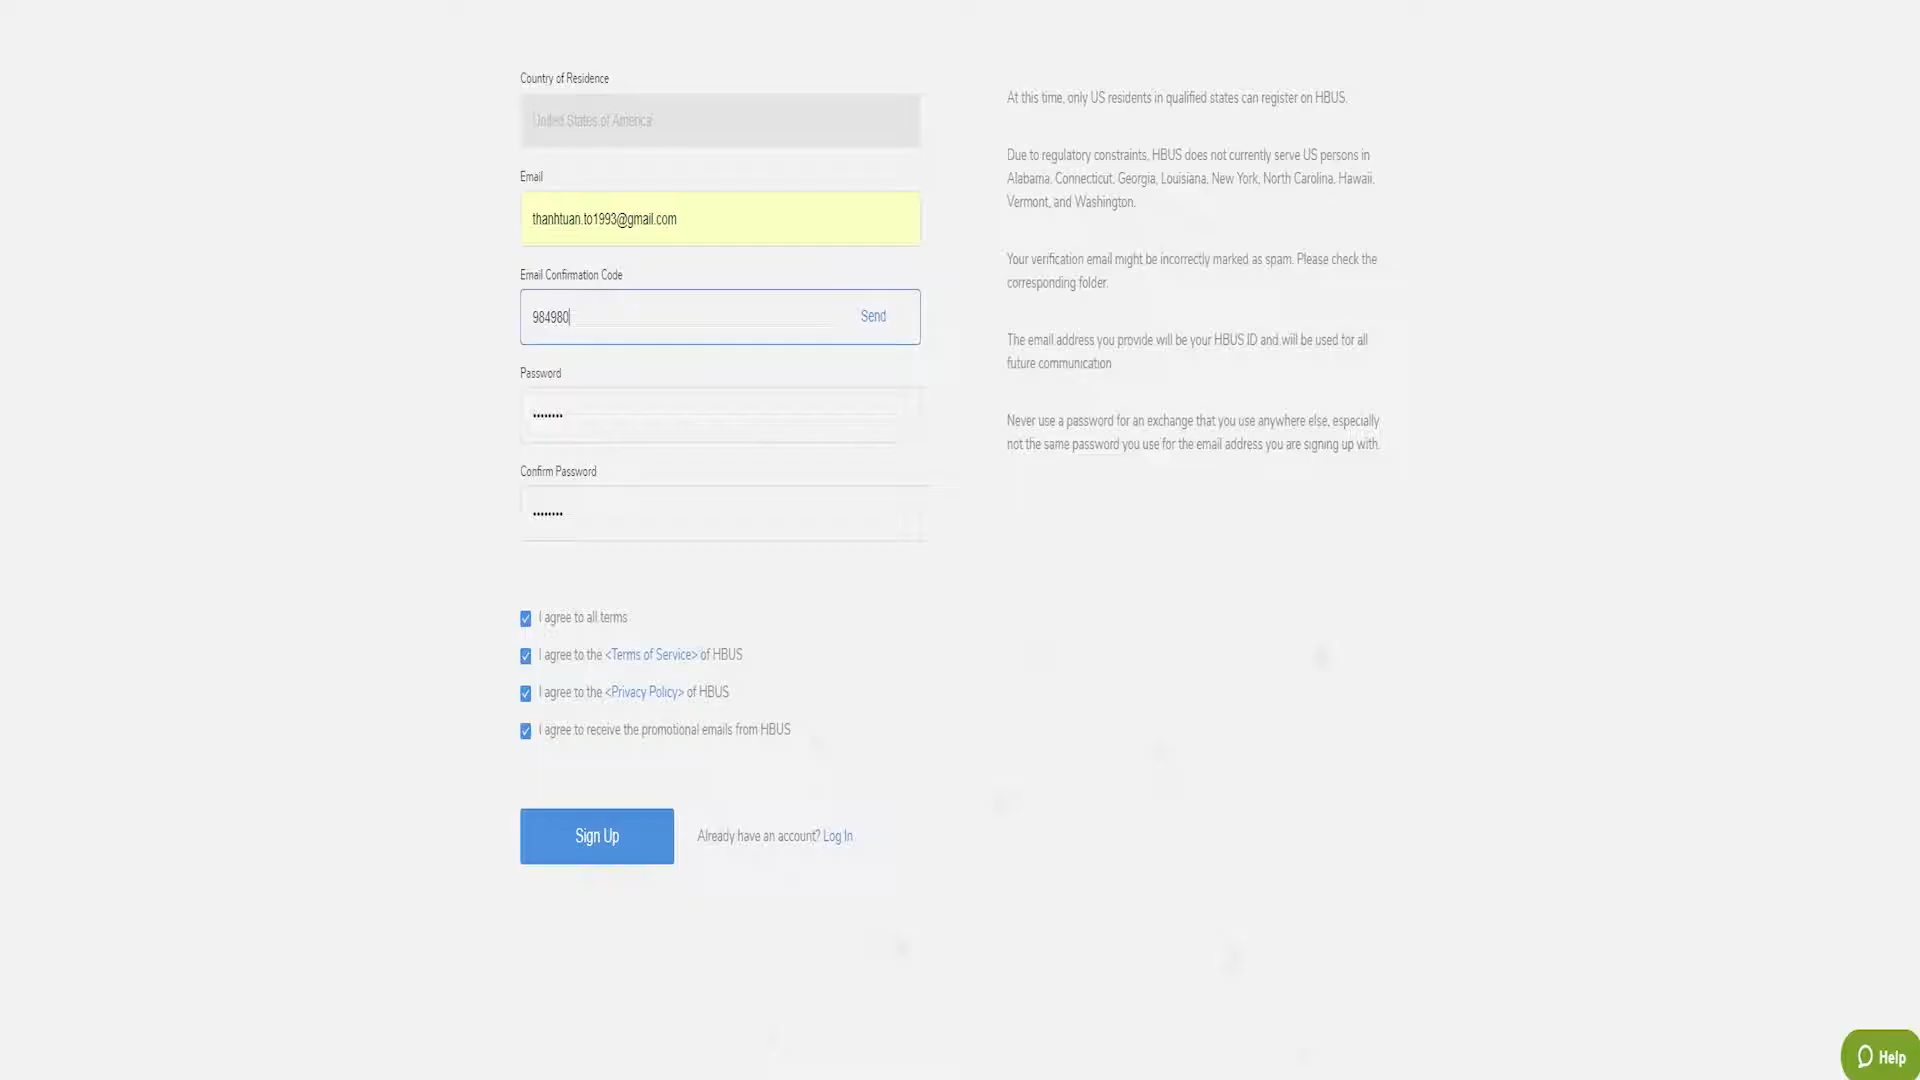 Country of Residence
United States of America
Email
thanhtuan.to1993@gmail.com
Email Confirmation Code
984980
Send
Password
••••••••
Confirm Password
••••••••
I agree to all terms
I agree to the <Terms of Service> of HBUS
I agree to the <Privacy Policy> of HBUS
I agree to receive the promotional emails from HBUS
Sign Up
Already have an account? Log In
At this time, only US residents in qualified states can register on HBUS.
Due to regulatory constraints, HBUS does not currently serve US persons in
Alabama, Connecticut, Georgia, Louisiana, New York, North Carolina, Hawaii,
Vermont, and Washington.
Your verification email might be incorrectly marked as spam. Please check the
corresponding folder.
The email address you provide will be your HBUS ID and will be used for all
future communication
Never use a password for an exchange that you use anywhere else, especially
not the same password you use for the email address you are signing up with.
Help